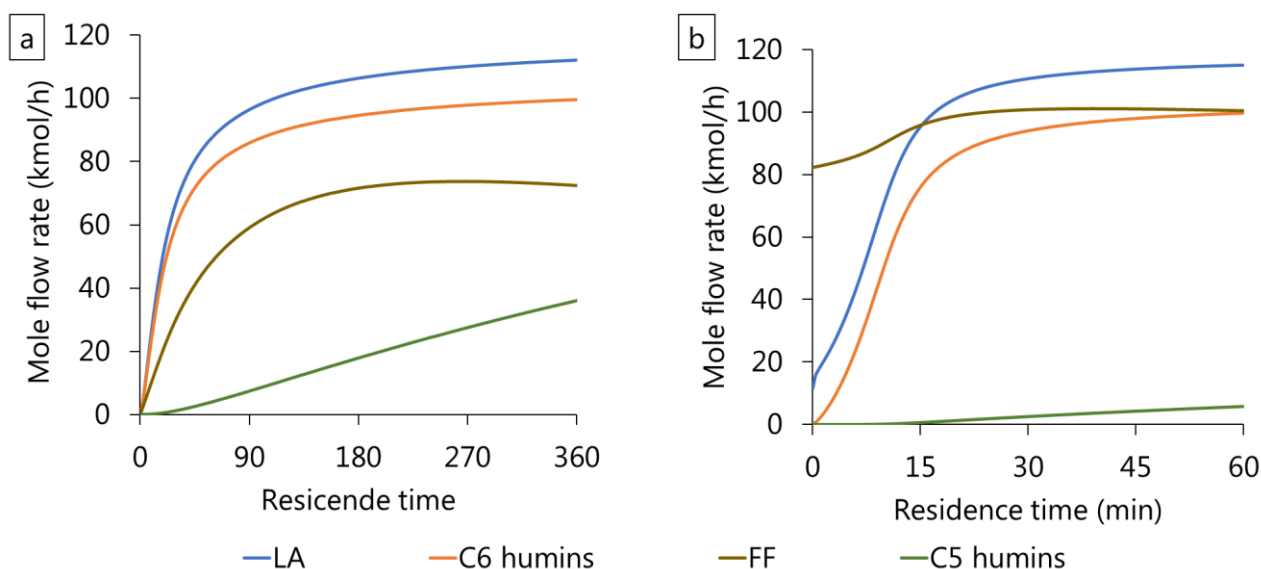 a
Mole flow rate (kmol/h)
120
100
80
60
40
20
0
0 90 180 270 360
Resicende time
b
Mole flow rate (kmol/h)
120
100
80
60
40
20
0
0 15 30 45 60
Residence time (min)
LA C6 humins FF C5 humins